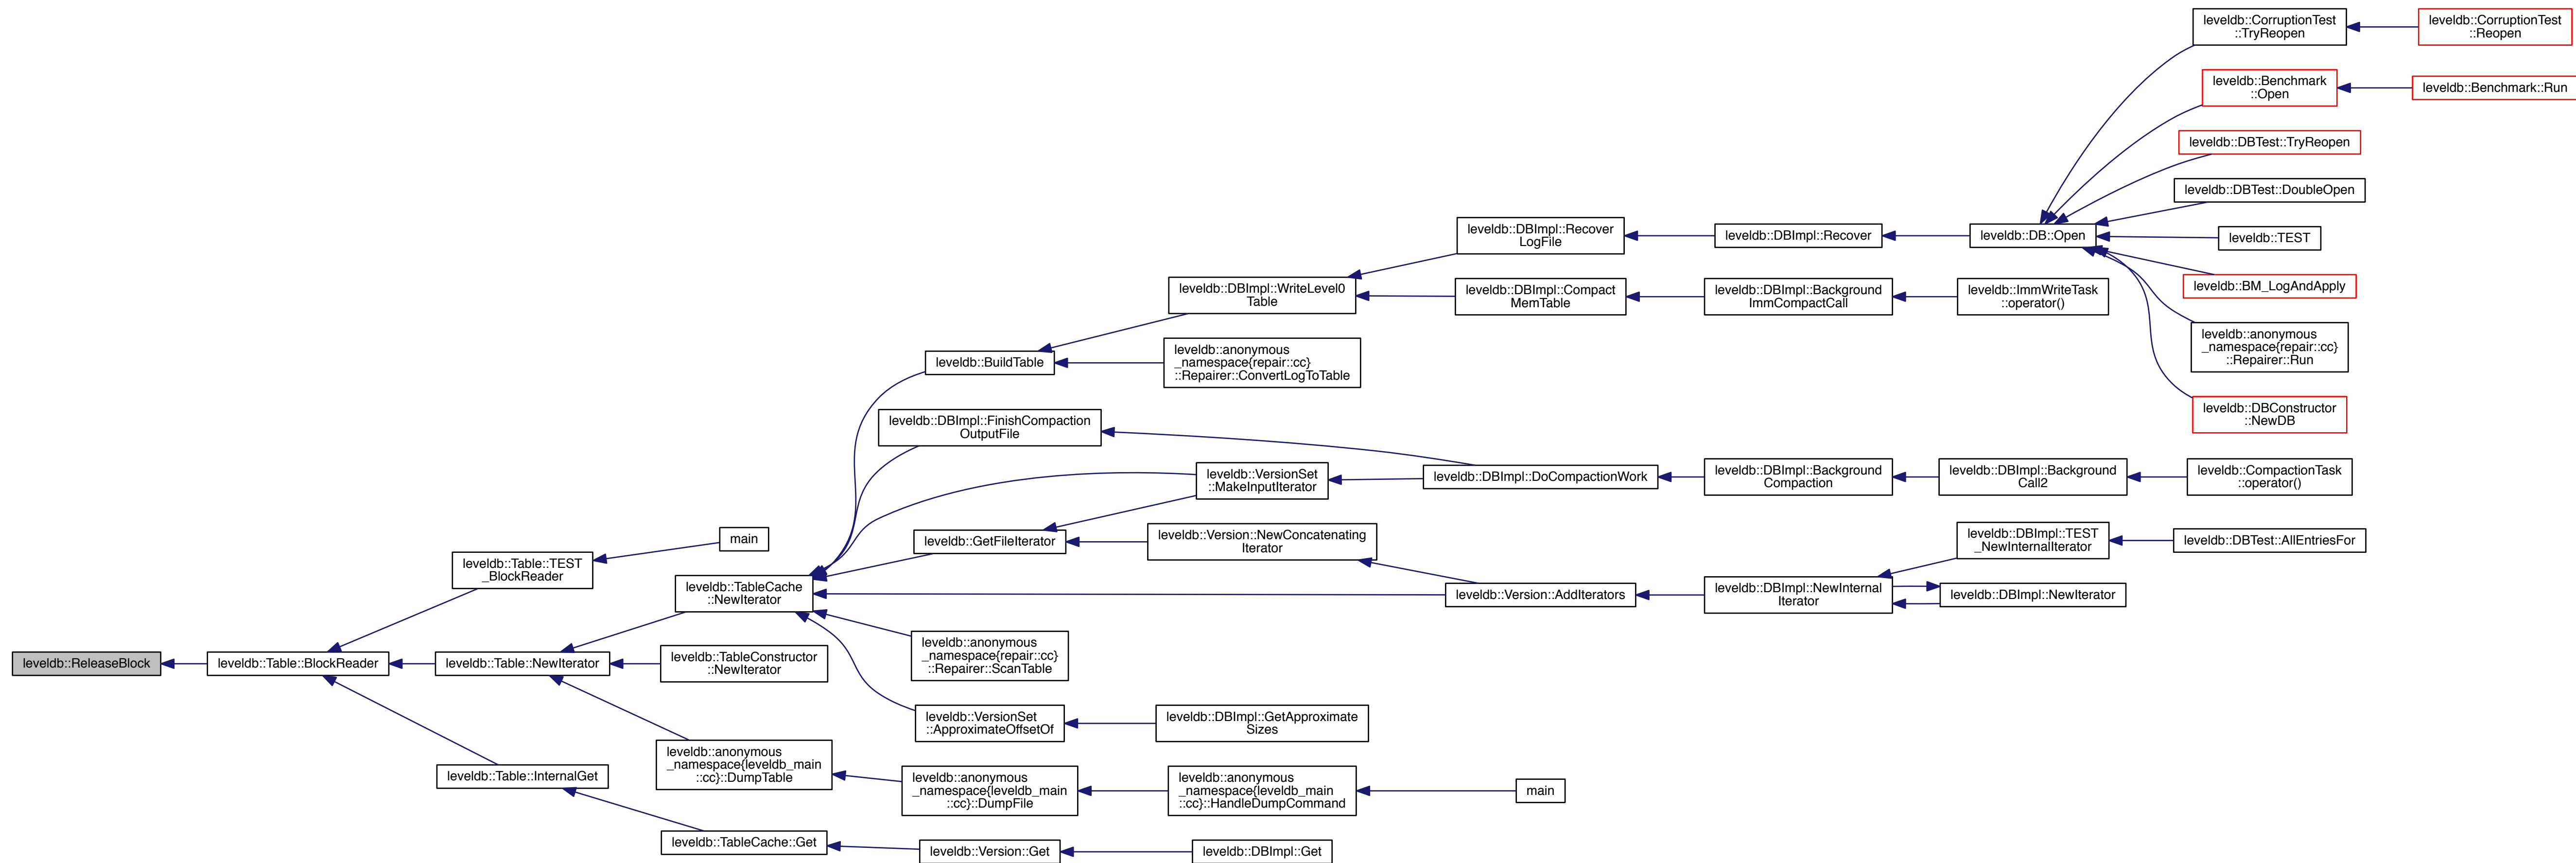 leveldb::CorruptionTest
::TryReopen
leveldb::CorruptionTest
::Reopen
leveldb::Benchmark
::Open
leveldb::Benchmark::Run
leveldb::DBTest::TryReopen
leveldb::DBTest::DoubleOpen
leveldb::DBImpl::Recover
LogFile
leveldb::DBImpl::Recover
leveldb::DB::Open
leveldb::TEST
leveldb::DBImpl::WriteLevel0
Table
leveldb::DBImpl::Compact
MemTable
leveldb::DBImpl::Background
ImmCompactCall
leveldb::ImmWriteTask
::operator()
leveldb::BM_LogAndApply
leveldb::anonymous
_namespace{repair::cc}
::Repairer::Run
leveldb::BuildTable
leveldb::anonymous
_namespace{repair::cc}
::Repairer::ConvertLogToTable
leveldb::DBConstructor
::NewDB
leveldb::DBImpl::FinishCompaction
OutputFile
leveldb::VersionSet
::MakeInputIterator
leveldb::DBImpl::DoCompactionWork
leveldb::DBImpl::Background
Compaction
leveldb::DBImpl::Background
Call2
leveldb::CompactionTask
::operator()
main
leveldb::GetFileIterator
leveldb::Version::NewConcatenating
Iterator
leveldb::DBImpl::TEST
_NewInternalIterator
leveldb::DBTest::AllEntriesFor
leveldb::Table::TEST
_BlockReader
leveldb::TableCache
::NewIterator
leveldb::Version::AddIterators
leveldb::DBImpl::NewInternal
Iterator
leveldb::DBImpl::NewIterator
leveldb::ReleaseBlock
leveldb::Table::BlockReader
leveldb::Table::NewIterator
leveldb::TableConstructor
::NewIterator
leveldb::anonymous
_namespace{repair::cc}
::Repairer::ScanTable
leveldb::VersionSet
::ApproximateOffsetOf
leveldb::DBImpl::GetApproximate
Sizes
leveldb::Table::InternalGet
leveldb::anonymous
_namespace{leveldb_main
::cc}::DumpTable
leveldb::anonymous
_namespace{leveldb_main
::cc}::DumpFile
leveldb::anonymous
_namespace{leveldb_main
::cc}::HandleDumpCommand
main
leveldb::TableCache::Get
leveldb::Version::Get
leveldb::DBImpl::Get